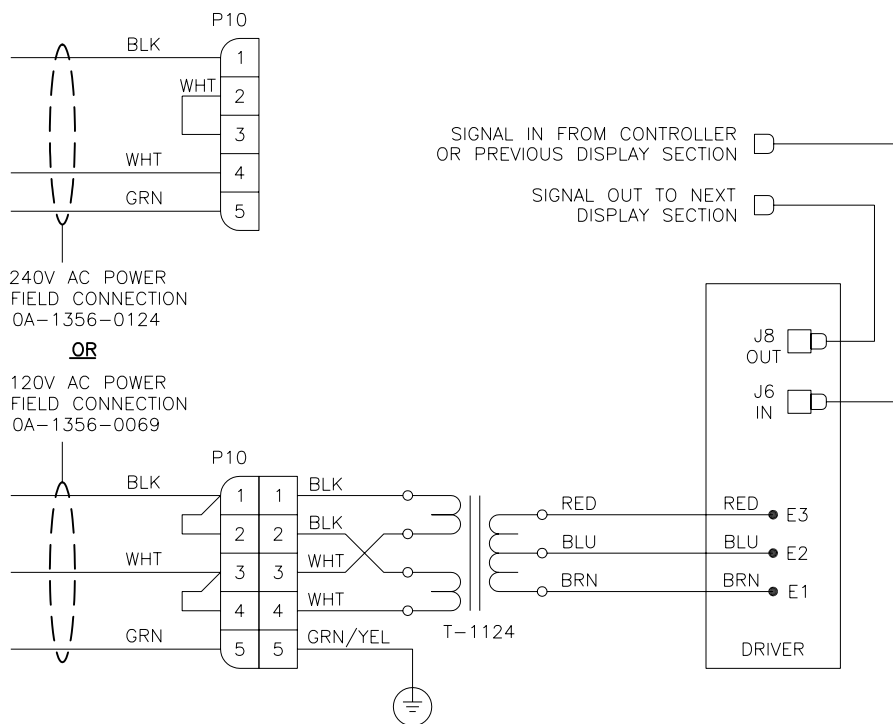 P10
BLK
1
WHT
2
3
WHT
4
GRN
5
240V AC POWER
FIELD CONNECTION
0A-1356-0124
OR
120V AC POWER
FIELD CONNECTION
0A-1356-0069
SIGNAL IN FROM CONTROLLER
OR PREVIOUS DISPLAY SECTION
SIGNAL OUT TO NEXT
DISPLAY SECTION
J8
OUT
J6
IN
P10
BLK 1 1 BLK
2 2 BLK
WHT 3 3 WHT
4 4 WHT
GRN 5 5 GRN/YEL
T-1124
RED RED E3
BLU BLU E2
BRN BRN E1
DRIVER